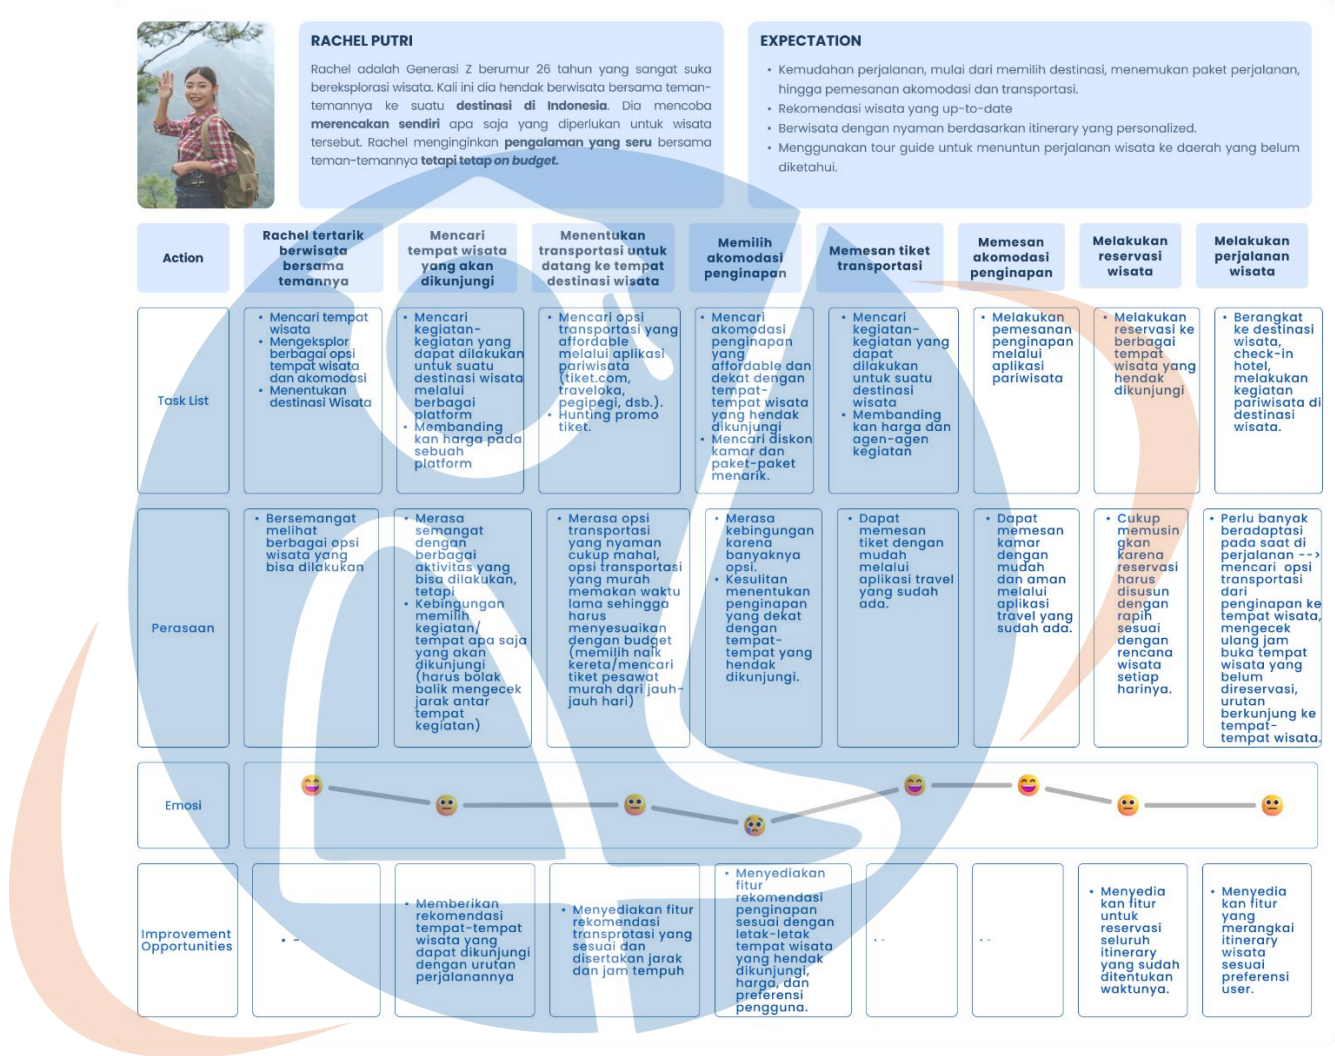 RACHEL PUTRI
Rachel adalah Generasi Z berumur 26 tahun yang sangat suka
bereksplorasi wisata. Kali ini dia hendak berwisata bersama teman-
temannya ke suatu destinasi di Indonesia. Dia mencoba
merencakan sendiri apa saja yang diperlukan untuk wisata
tersebut. Rachel menginginkan pengalaman yang seru bersama
teman-temannya tetapi tetap on budget.
EXPECTATION
• Kemudahan perjalanan, mulai dari memilih destinasi, menemukan paket perjalanan,
hingga pemesanan akomodasi dan transportasi.
• Rekomendasi wisata yang up-to-date
• Berwisata dengan nyaman berdasarkan itinerary yang personalized.
• Menggunakan tour guide untuk menuntun perjalanan wisata ke daerah yang belum
diketahui.
Action
Rachel tertarik
berwisata
bersama
temannya
Mencari
tempat wisata
yang akan
dikunjungi
Menentukan
transportasi untuk
datang ke tempat
destinasi wisata
Memilih
akomodasi
penginapan
Memesan tiket
transportasi
Memesan
akomodasi
penginapan
Melakukan
reservasi
wisata
Melakukan
perjalanan
wisata
Task List
• Mencari tempat
wisata
• Mengeksplor
berbagai opsi
tempat wisata
dan akomodasi
• Menentukan
destinasi Wisata
• Mencari
kegiatan-
kegiatan yang
dapat dilakukan
untuk suatu
destinasi wisata
melalui
berbagai
platform
• Membanding
kan harga pada
sebuah
platform
• Mencari opsi
transportasi yang
affordable
melalui aplikasi
pariwisata
(tiket.com,
traveloka,
pegipegi, dsb.).
• Hunting promo
tiket.
• Mencari
akomodasi
penginapan
yang
affordable dan
dekat dengan
tempat-
tempat wisata
yang hendak
dikunjungi
• Mencari diskon
kamar dan
paket-paket
menarik.
• Mencari
kegiatan-
kegiatan yang
dapat
dilakukan
untuk suatu
destinasi
wisata
• Membanding
kan harga dan
agen-agen
kegiatan
• Melakukan
pemesanan
penginapan
melalui
aplikasi
pariwisata
• Melakukan
reservasi ke
berbagai
tempat
wisata yang
hendak
dikunjungi
• Berangkat
ke destinasi
wisata,
check-in
hotel,
melakukan
kegiatan
pariwisata di
destinasi
wisata.
Perasaan
• Bersemangat
melihat
berbagai opsi
wisata yang
bisa dilakukan
• Merasa
semangat
dengan
berbagai
aktivitas yang
bisa dilakukan,
tetapi
• Kebingungan
memilih
kegiatan/
tempat apa saja
yang akan
dikunjungi
(harus bolak
balik mengecek
jarak antar
tempat
kegiatan)
• Merasa opsi
transportasi
yang nyaman
cukup mahal,
opsi transportasi
yang murah
memakan waktu
lama sehingga
harus
menyesuaikan
dengan budget
(memilih naik
kereta/mencari
tiket pesawat
murah dari jauh-
jauh hari)
• Merasa
kebingungan
karena
banyaknya
opsi.
• Kesulitan
menentukan
penginapan
yang dekat
dengan
tempat-
tempat yang
hendak
dikunjungi.
• Dapat
memesan
tiket dengan
mudah
melalui
aplikasi travel
yang sudah
ada.
• Dapat
memesan
kamar
dengan
mudah
dan aman
melalui
aplikasi
travel yang
sudah ada.
• Cukup
memusin
gkan
karena
reservasi
harus
disusun
dengan
rapih
sesuai
dengan
rencana
wisata
setiap
harinya.
• Perlu banyak
beradaptasi
pada saat di
perjalanan -->
mencari opsi
transportasi
dari
penginapan ke
tempat wisata,
mengecek
ulang jam
buka tempat
wisata yang
belum
direservasi,
urutan
berkunjung ke
tempat-
tempat wisata.
Emosi
Improvement
Opportunities
• -
• Memberikan
rekomendasi
tempat-tempat
wisata yang
dapat dikunjungi
dengan urutan
perjalanannya
• Menyediakan fitur
rekomendasi
transprotasi yang
sesuai dan
disertakan jarak
dan jam tempuh
• Menyediakan
fitur
rekomendasi
penginapan
sesuai dengan
letak-letak
tempat wisata
yang hendak
dikunjungi,
harga, dan
preferensi
pengguna.
• -
• -
• Menyedia
kan fitur
untuk
reservasi
seluruh
itinerary
yang sudah
ditentukan
waktunya.
• Menyedia
kan fitur
yang
merangkai
itinerary
wisata
sesuai
preferensi
user.